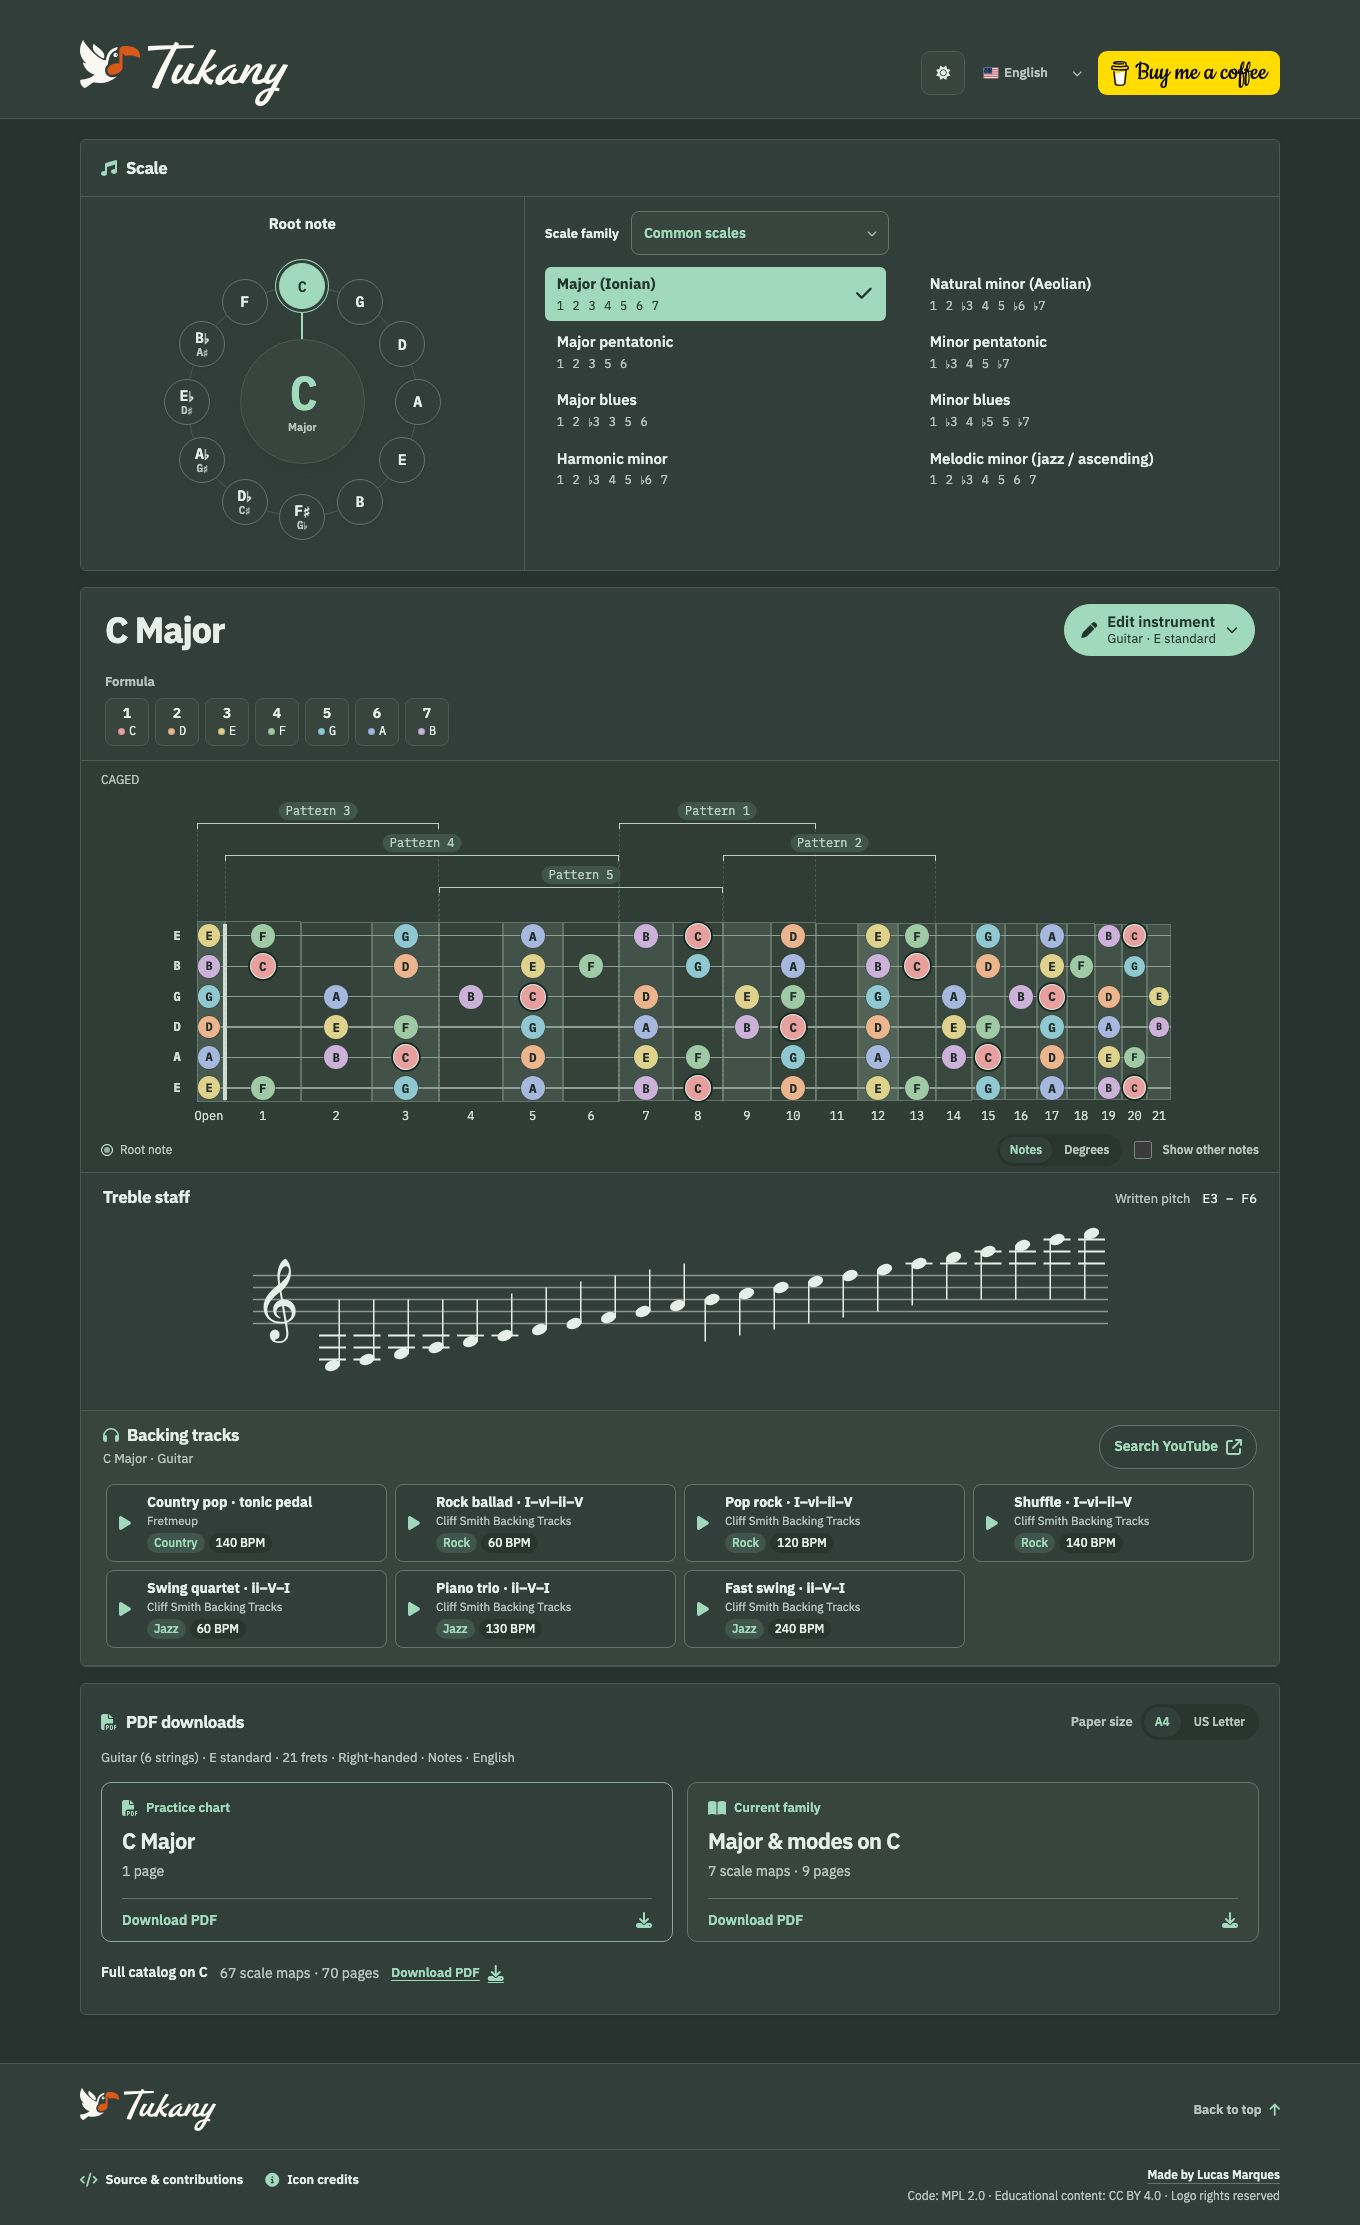 Tukany
English
Buy me a coffee
Scale
Root note
C
G
D
A
E
B
F♯
G♭
D♭
C♯
A♭
G♯
E♭
D♯
B♭
A♯
F
C
Major
Scale family
Common scales
Major (Ionian)
1 2 3 4 5 6 7
Natural minor (Aeolian)
1 2 ♭3 4 5 ♭6 ♭7
Major pentatonic
1 2 3 5 6
Minor pentatonic
1 ♭3 4 5 ♭7
Major blues
1 2 ♭3 3 5 6
Minor blues
1 ♭3 4 ♭5 5 ♭7
Harmonic minor
1 2 ♭3 4 5 ♭6 7
Melodic minor (jazz / ascending)
1 2 ♭3 4 5 6 7
C Major
Edit instrument
Guitar · E standard
Formula
1 2 3 4 5 6 7
C D E F G A B
CAGED
Pattern 3
Pattern 1
Pattern 4
Pattern 2
Pattern 5
E E F G A B C D E F G A B C
B B C D E F G A B C D E F G
G G A B C D E F G A B C D E
D D E F G A B C D E F G A B
A A B C D E F G A B C D E F
E E F G A B C D E F G A B C
Open 1 2 3 4 5 6 7 8 9 10 11 12 13 14 15 16 17 18 19 20 21
Root note
Notes Degrees Show other notes
Treble staff
Written pitch E3 – F6
Backing tracks
C Major · Guitar
Search YouTube
Country pop · tonic pedal
Fretmeup
Country 140 BPM
Rock ballad · I–vi–ii–V
Cliff Smith Backing Tracks
Rock 60 BPM
Pop rock · I–vi–ii–V
Cliff Smith Backing Tracks
Rock 120 BPM
Shuffle · I–vi–ii–V
Cliff Smith Backing Tracks
Rock 140 BPM
Swing quartet · ii–V–I
Cliff Smith Backing Tracks
Jazz 60 BPM
Piano trio · ii–V–I
Cliff Smith Backing Tracks
Jazz 130 BPM
Fast swing · ii–V–I
Cliff Smith Backing Tracks
Jazz 240 BPM
PDF downloads
Paper size A4 US Letter
Guitar (6 strings) · E standard · 21 frets · Right-handed · Notes · English
Practice chart
C Major
1 page
Download PDF
Current family
Major & modes on C
7 scale maps · 9 pages
Download PDF
Full catalog on C 67 scale maps · 70 pages Download PDF
Tukany
Back to top
Source & contributions
Icon credits
Made by Lucas Marques
Code: MPL 2.0 · Educational content: CC BY 4.0 · Logo rights reserved